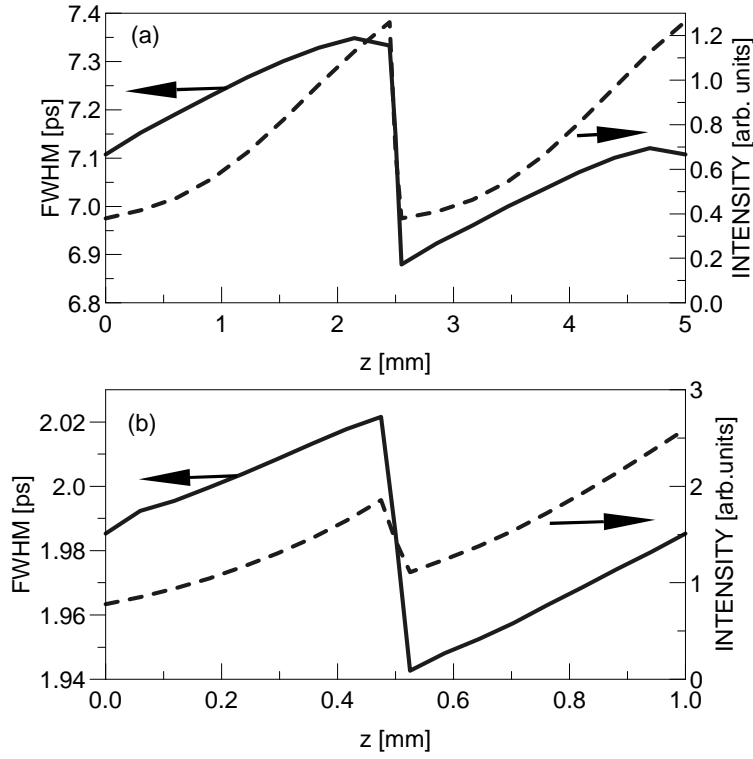 (a)
FWHM [ps]
7.4
7.3
7.2
7.1
7.0
6.9
6.8
INTENSITY [arb. units]
1.2
1.0
0.8
0.6
0.4
0.2
0.0
0 1 2 3 4 5
z [mm]
(b)
FWHM [ps]
2.02
2.00
1.98
1.96
1.94
INTENSITY [arb.units]
3
2
1
0
0.0 0.2 0.4 0.6 0.8 1.0
z [mm]